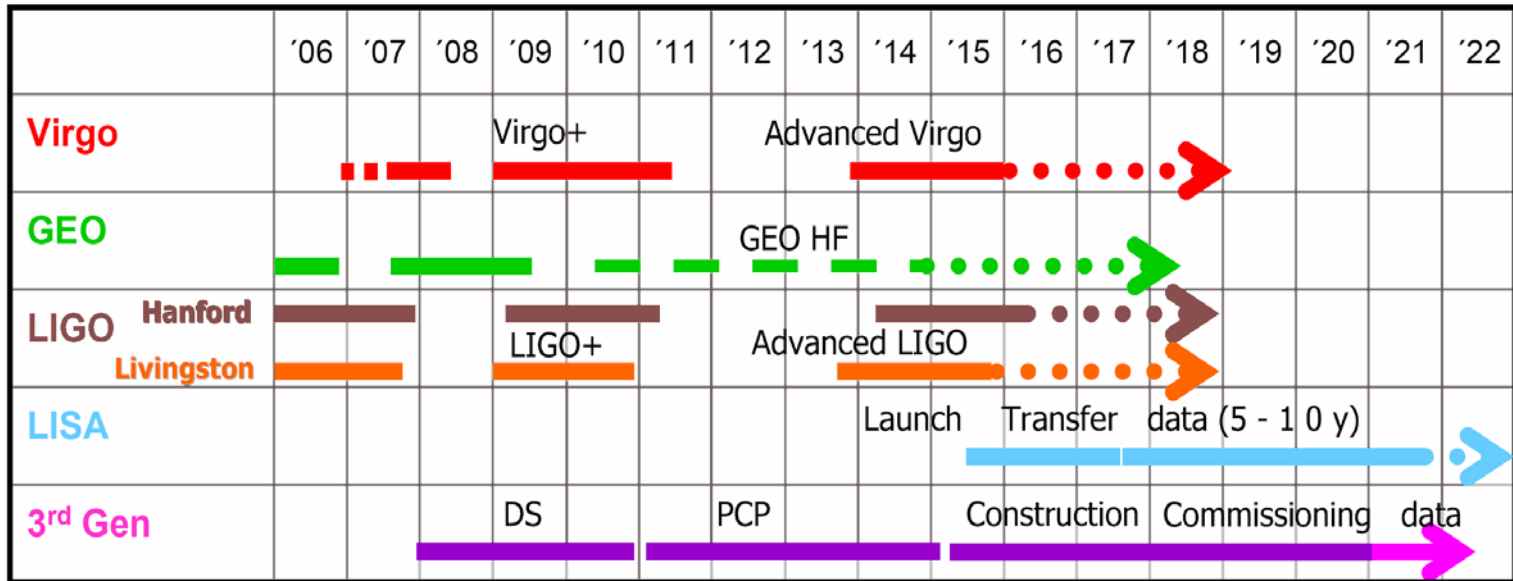 ´06 ´07 ´08 ´09 ´10 ´11 ´12 ´13 ´14 ´15 ´16 ´17 ´18 ´19 ´20 ´21 ´22
Virgo Virgo+ Advanced Virgo
GEO GEO HF
LIGO Hanford
LIGO+ Advanced LIGO
Livingston
LISA Launch Transfer data (5 - 1 0 y)
3rd Gen DS PCP Construction Commissioning data